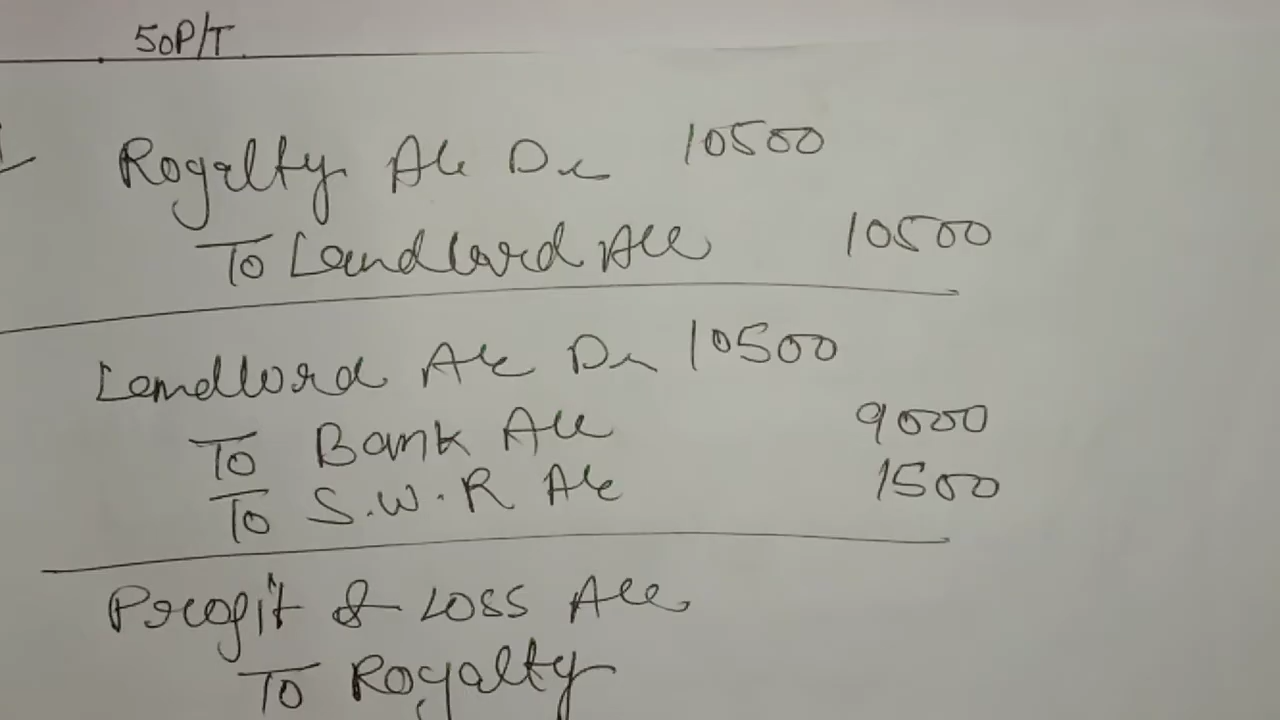 50P/T
Royalty A/c Dr 10500
To Landlord A/c 10500
Landlord A/c Dr 10500
To Bank A/c 9000
To S.W.R A/c 1500
Profit & Loss A/c
To Royalty